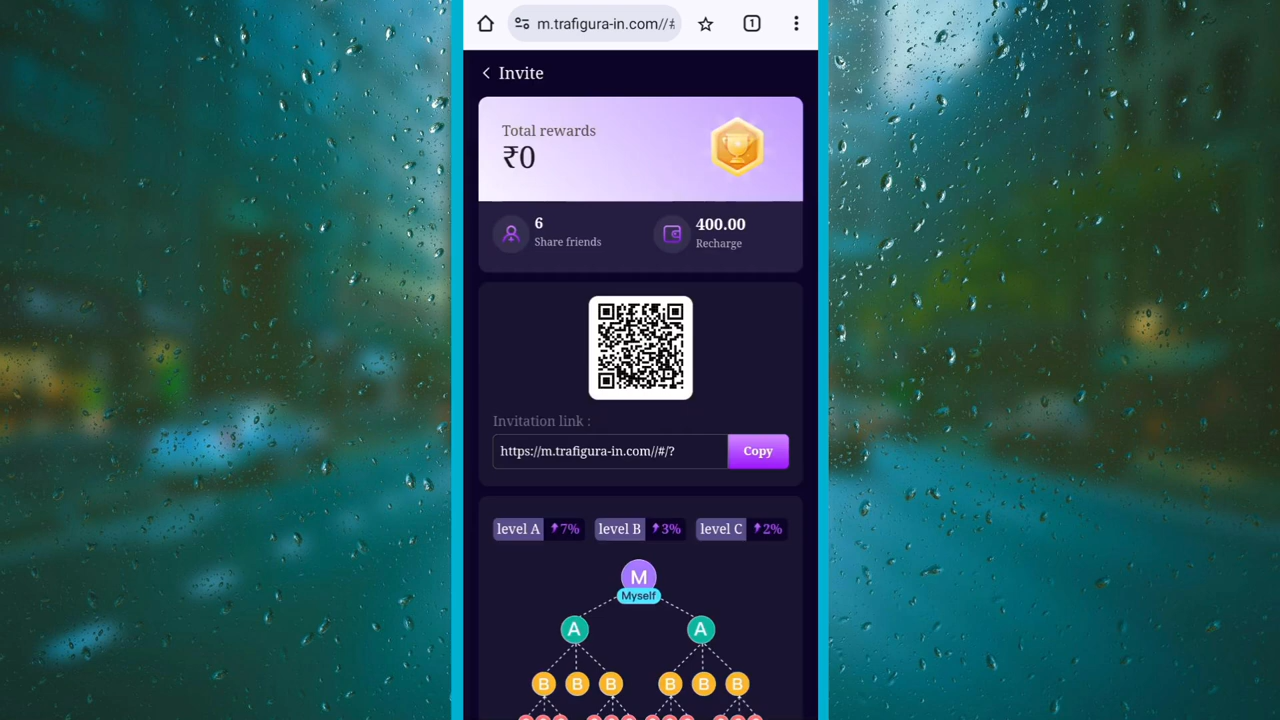 m.trafigura-in.com//#
1
Invite
Total rewards
₹0
6
Share friends
400.00
Recharge
Invitation link :
https://m.trafigura-in.com//#/?
Copy
level A 7%
level B 3%
level C 2%
M
Myself
A A
B B B B B B